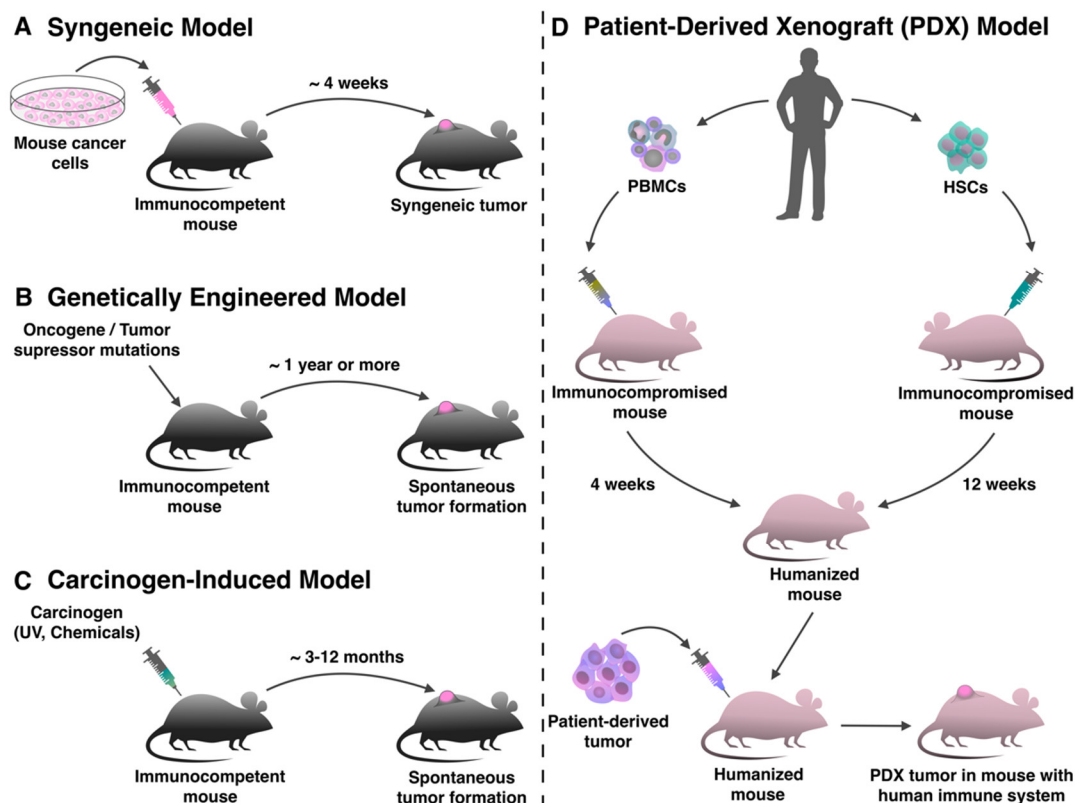 A Syngeneic Model
~ 4 weeks
Mouse cancer
cells
Immunocompetent
mouse
Syngeneic tumor
B Genetically Engineered Model
Oncogene / Tumor
supressor mutations
~ 1 year or more
Immunocompetent
mouse
Spontaneous
tumor formation
C Carcinogen-Induced Model
Carcinogen
(UV, Chemicals)
~ 3-12 months
Immunocompetent
mouse
Spontaneous
tumor formation
D Patient-Derived Xenograft (PDX) Model
PBMCs
HSCs
Immunocompromised
mouse
Immunocompromised
mouse
4 weeks
12 weeks
Humanized
mouse
Patient-derived
tumor
Humanized
mouse
PDX tumor in mouse with
human immune system